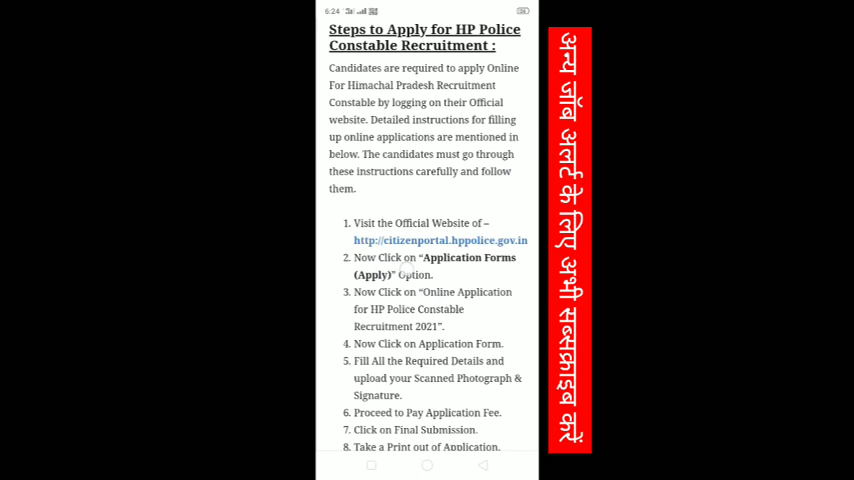 6:24
Steps to Apply for HP Police
Constable Recruitment :
Candidates are required to apply Online
For Himachal Pradesh Recruitment
Constable by logging on their Official
website. Detailed instructions for filling
up online applications are mentioned in
below. The candidates must go through
these instructions carefully and follow
them.
1. Visit the Official Website of –
http://citizenportal.hppolice.gov.in
2. Now Click on “Application Forms
(Apply)” Option.
3. Now Click on “Online Application
for HP Police Constable
Recruitment 2021”.
4. Now Click on Application Form.
5. Fill All the Required Details and
upload your Scanned Photograph &
Signature.
6. Proceed to Pay Application Fee.
7. Click on Final Submission.
8. Take a Print out of Application.
अन्य जॉब अलर्ट के लिए अभी सब्सक्राइब करें